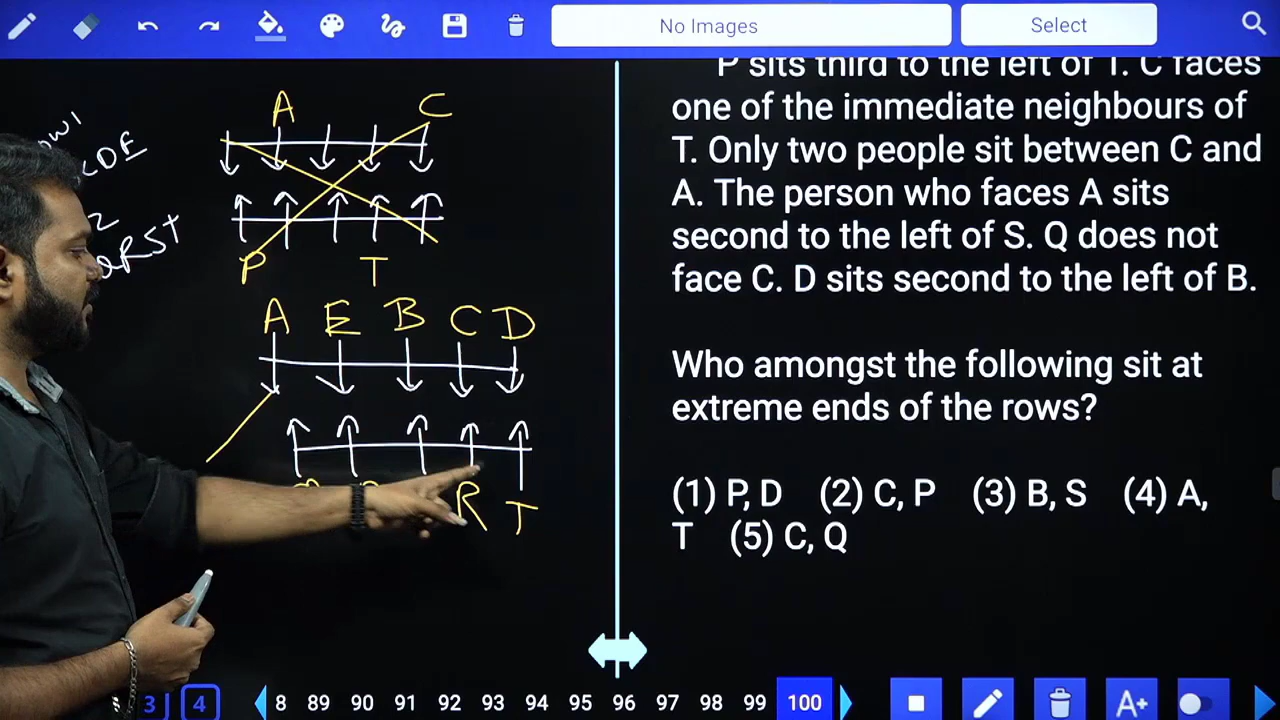 No Images
Select
P sits third to the left of T. C faces
one of the immediate neighbours of
T. Only two people sit between C and
A. The person who faces A sits
second to the left of S. Q does not
face C. D sits second to the left of B.
Who amongst the following sit at
extreme ends of the rows?
(1) P, D (2) C, P (3) B, S (4) A,
T (5) C, Q
CDE
2
QRST
A C
P T
A E B C D
R T
3 4 8 89 90 91 92 93 94 95 96 97 98 99 100
A+